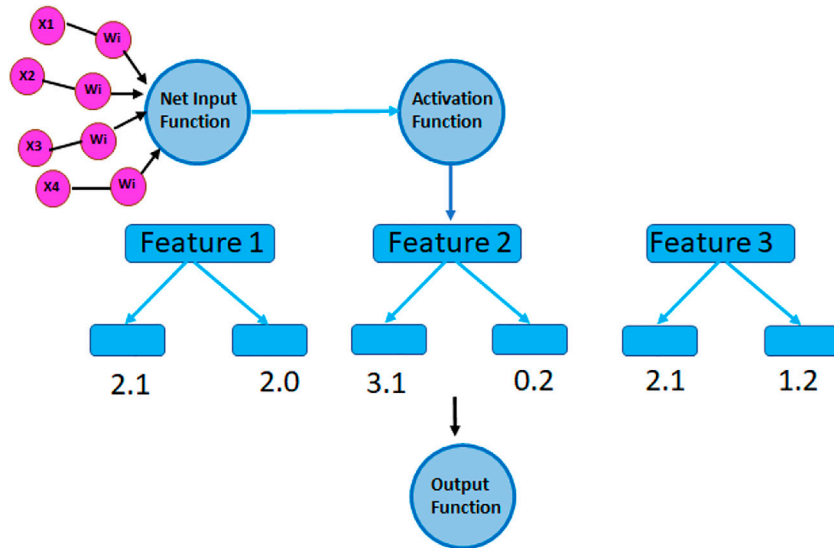 X1
Wi
X2
Wi
X3
Wi
X4
Wi
Net Input
Function
Activation
Function
Feature 1
Feature 2
Feature 3
2.1
2.0
3.1
0.2
2.1
1.2
Output
Function